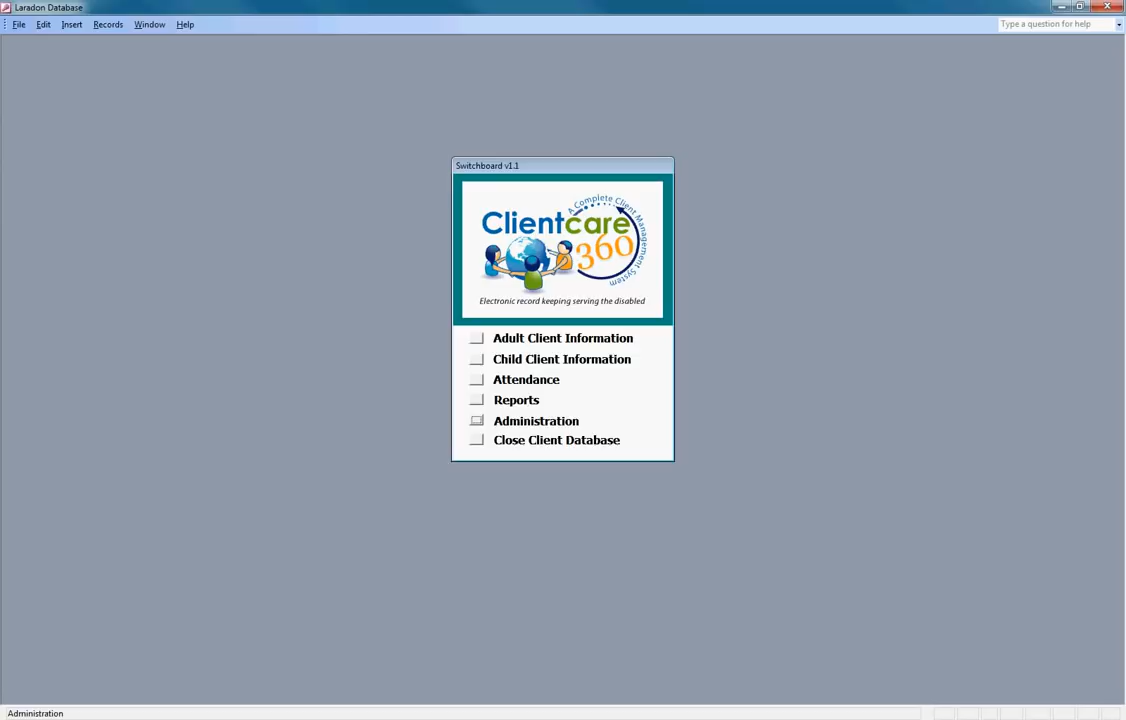 Laradon Database
File Edit Insert Records Window Help
Type a question for help
Switchboard v1.1
A Complete Client Management System
Clientcare
360
Electronic record keeping serving the disabled
Adult Client Information
Child Client Information
Attendance
Reports
Administration
Close Client Database
Administration